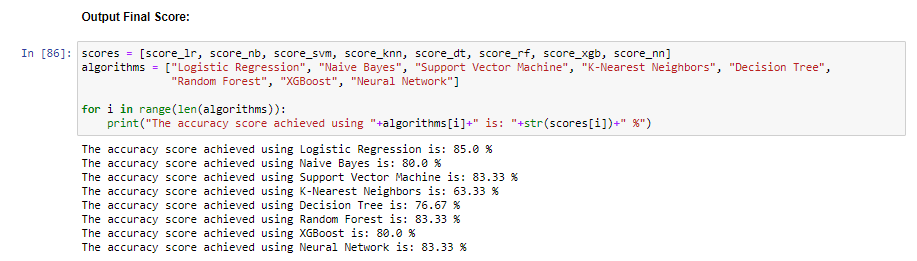 Output Final Score:
In [86]: scores = [score_lr, score_nb, score_svm, score_knn, score_dt, score_rf, score_xgb, score_nn]
algorithms = ["Logistic Regression", "Naive Bayes", "Support Vector Machine", "K-Nearest Neighbors", "Decision Tree",
"Random Forest", "XGBoost", "Neural Network"]
for i in range(len(algorithms)):
print("The accuracy score achieved using "+algorithms[i]+" is: "+str(scores[i])+" %")
The accuracy score achieved using Logistic Regression is: 85.0 %
The accuracy score achieved using Naive Bayes is: 80.0 %
The accuracy score achieved using Support Vector Machine is: 83.33 %
The accuracy score achieved using K-Nearest Neighbors is: 63.33 %
The accuracy score achieved using Decision Tree is: 76.67 %
The accuracy score achieved using Random Forest is: 83.33 %
The accuracy score achieved using XGBoost is: 80.0 %
The accuracy score achieved using Neural Network is: 83.33 %